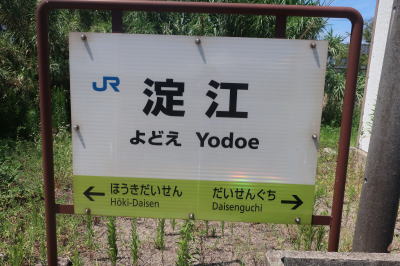 JR
淀江
よどえ Yodoe
ほうきだいせん だいせんぐち
Hōki-Daisen Daisenguchi